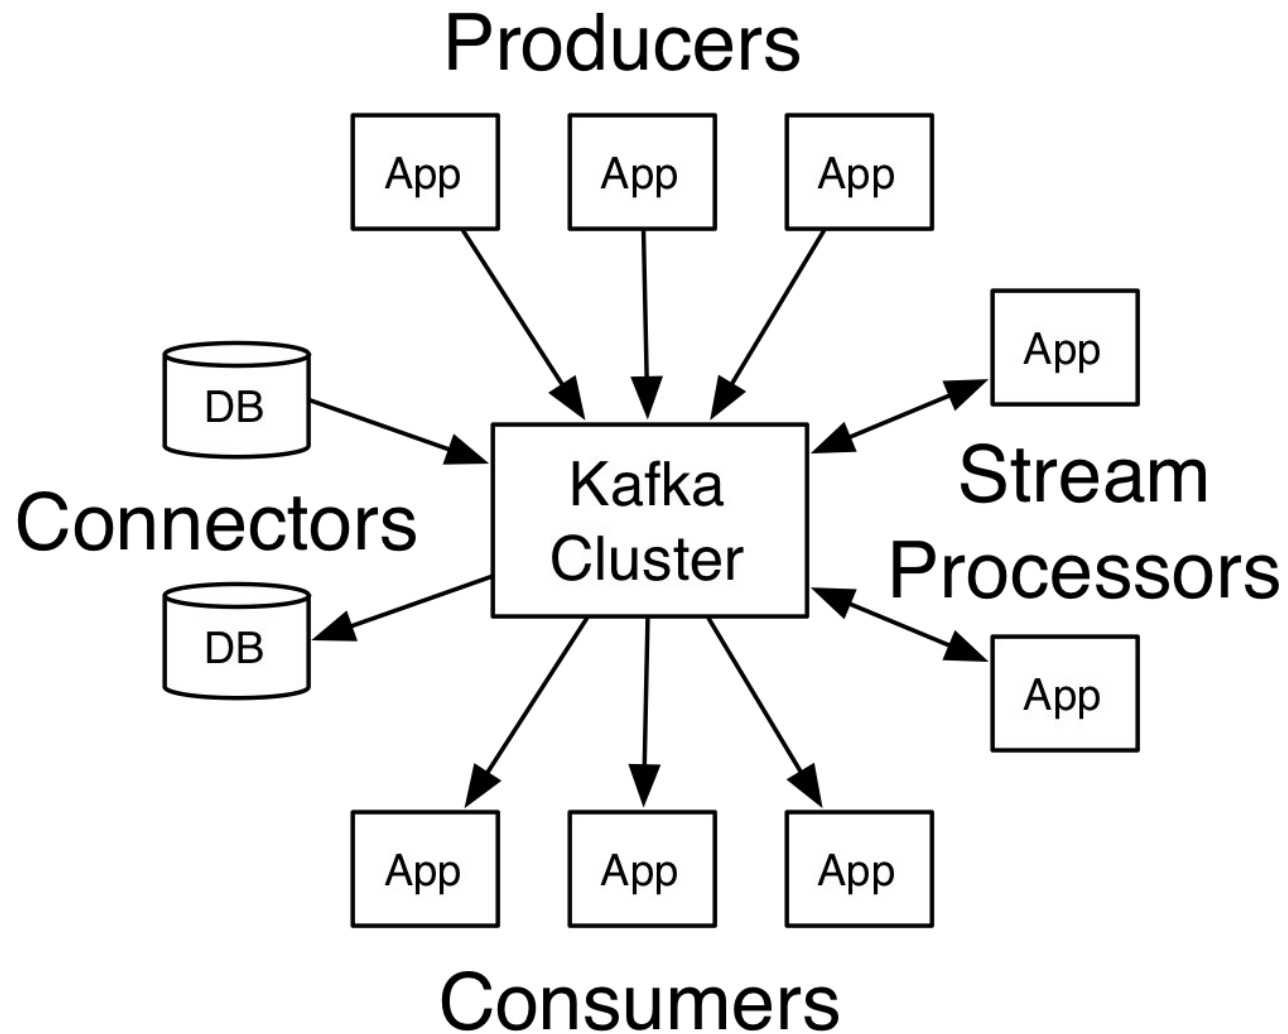 Producers
App
App
App
App
DB
Kafka
Cluster
Stream
Processors
Connectors
DB
App
App
App
App
Consumers